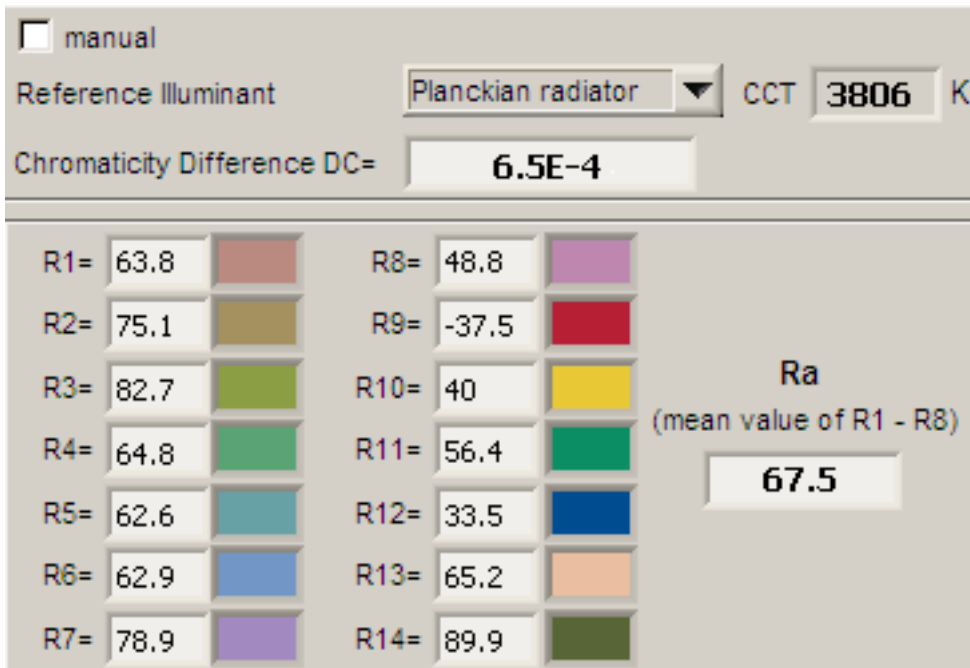 manual
Reference Illuminant Planckian radiator CCT 3806 K
Chromaticity Difference DC= 6.5E-4
R1= 63.8 R8= 48.8
R2= 75.1 R9= -37.5
R3= 82.7 R10= 40
R4= 64.8 R11= 56.4
R5= 62.6 R12= 33.5
R6= 62.9 R13= 65.2
R7= 78.9 R14= 89.9
Ra
(mean value of R1 - R8)
67.5